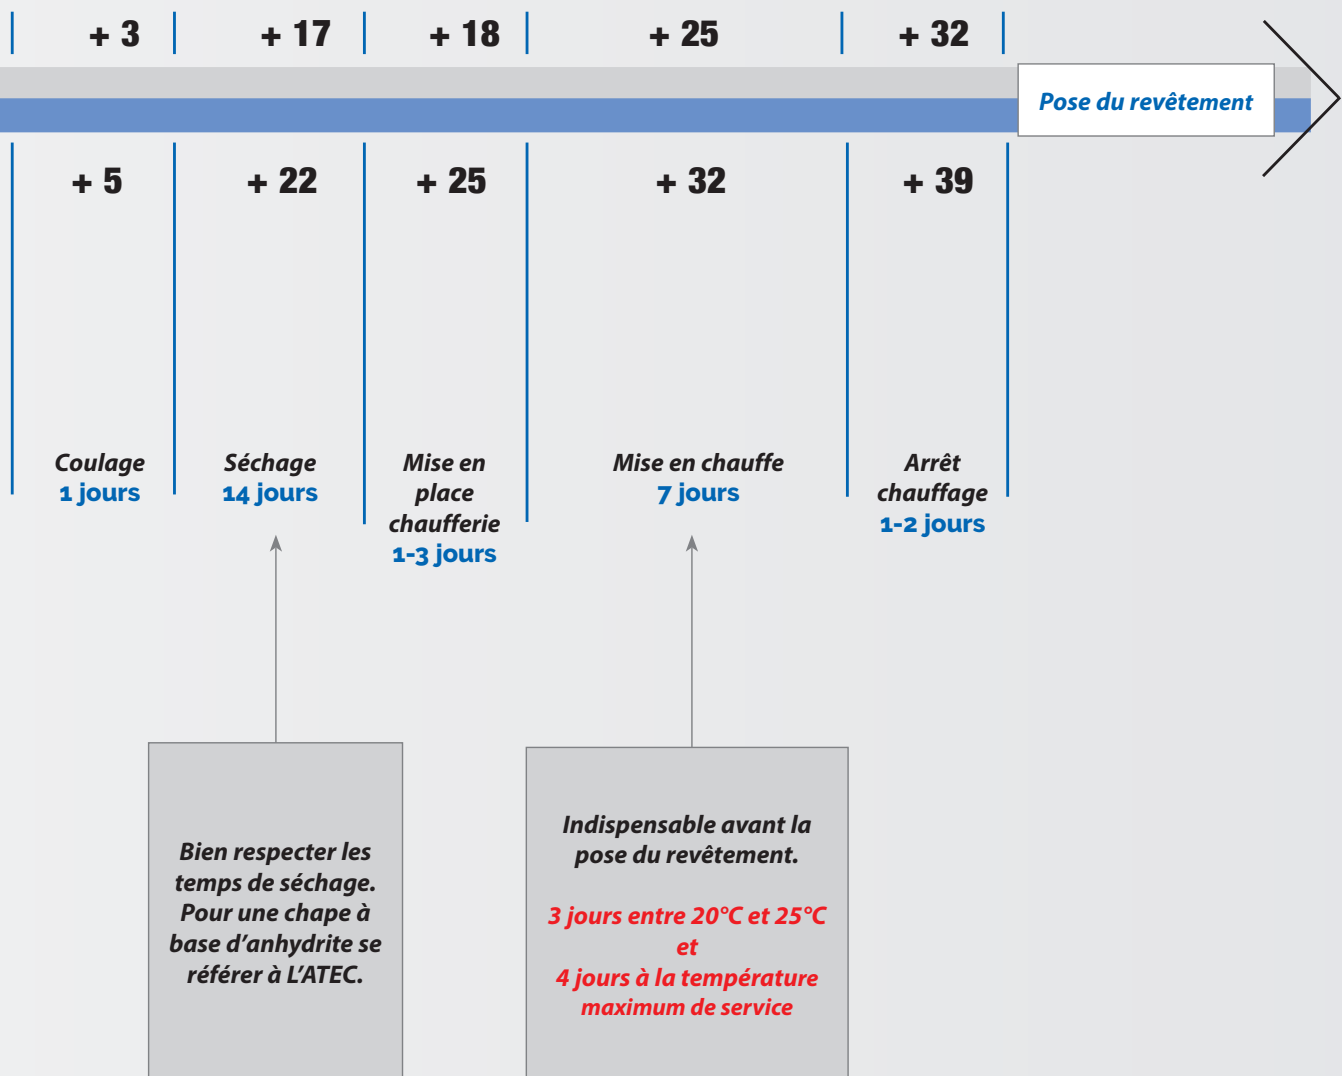 + 3
+ 17
+ 18
+ 25
+ 32
Pose du revêtement
+ 5
+ 22
+ 25
+ 32
+ 39
Coulage
1 jours
Séchage
14 jours
Mise en
place
chaufferie
1-3 jours
Mise en chauffe
7 jours
Arrêt
chauffage
1-2 jours
Bien respecter les
temps de séchage.
Pour une chape à
base d’anhydrite se
référer à L’ATEC.
Indispensable avant la
pose du revêtement.
3 jours entre 20°C et 25°C
et
4 jours à la température
maximum de service